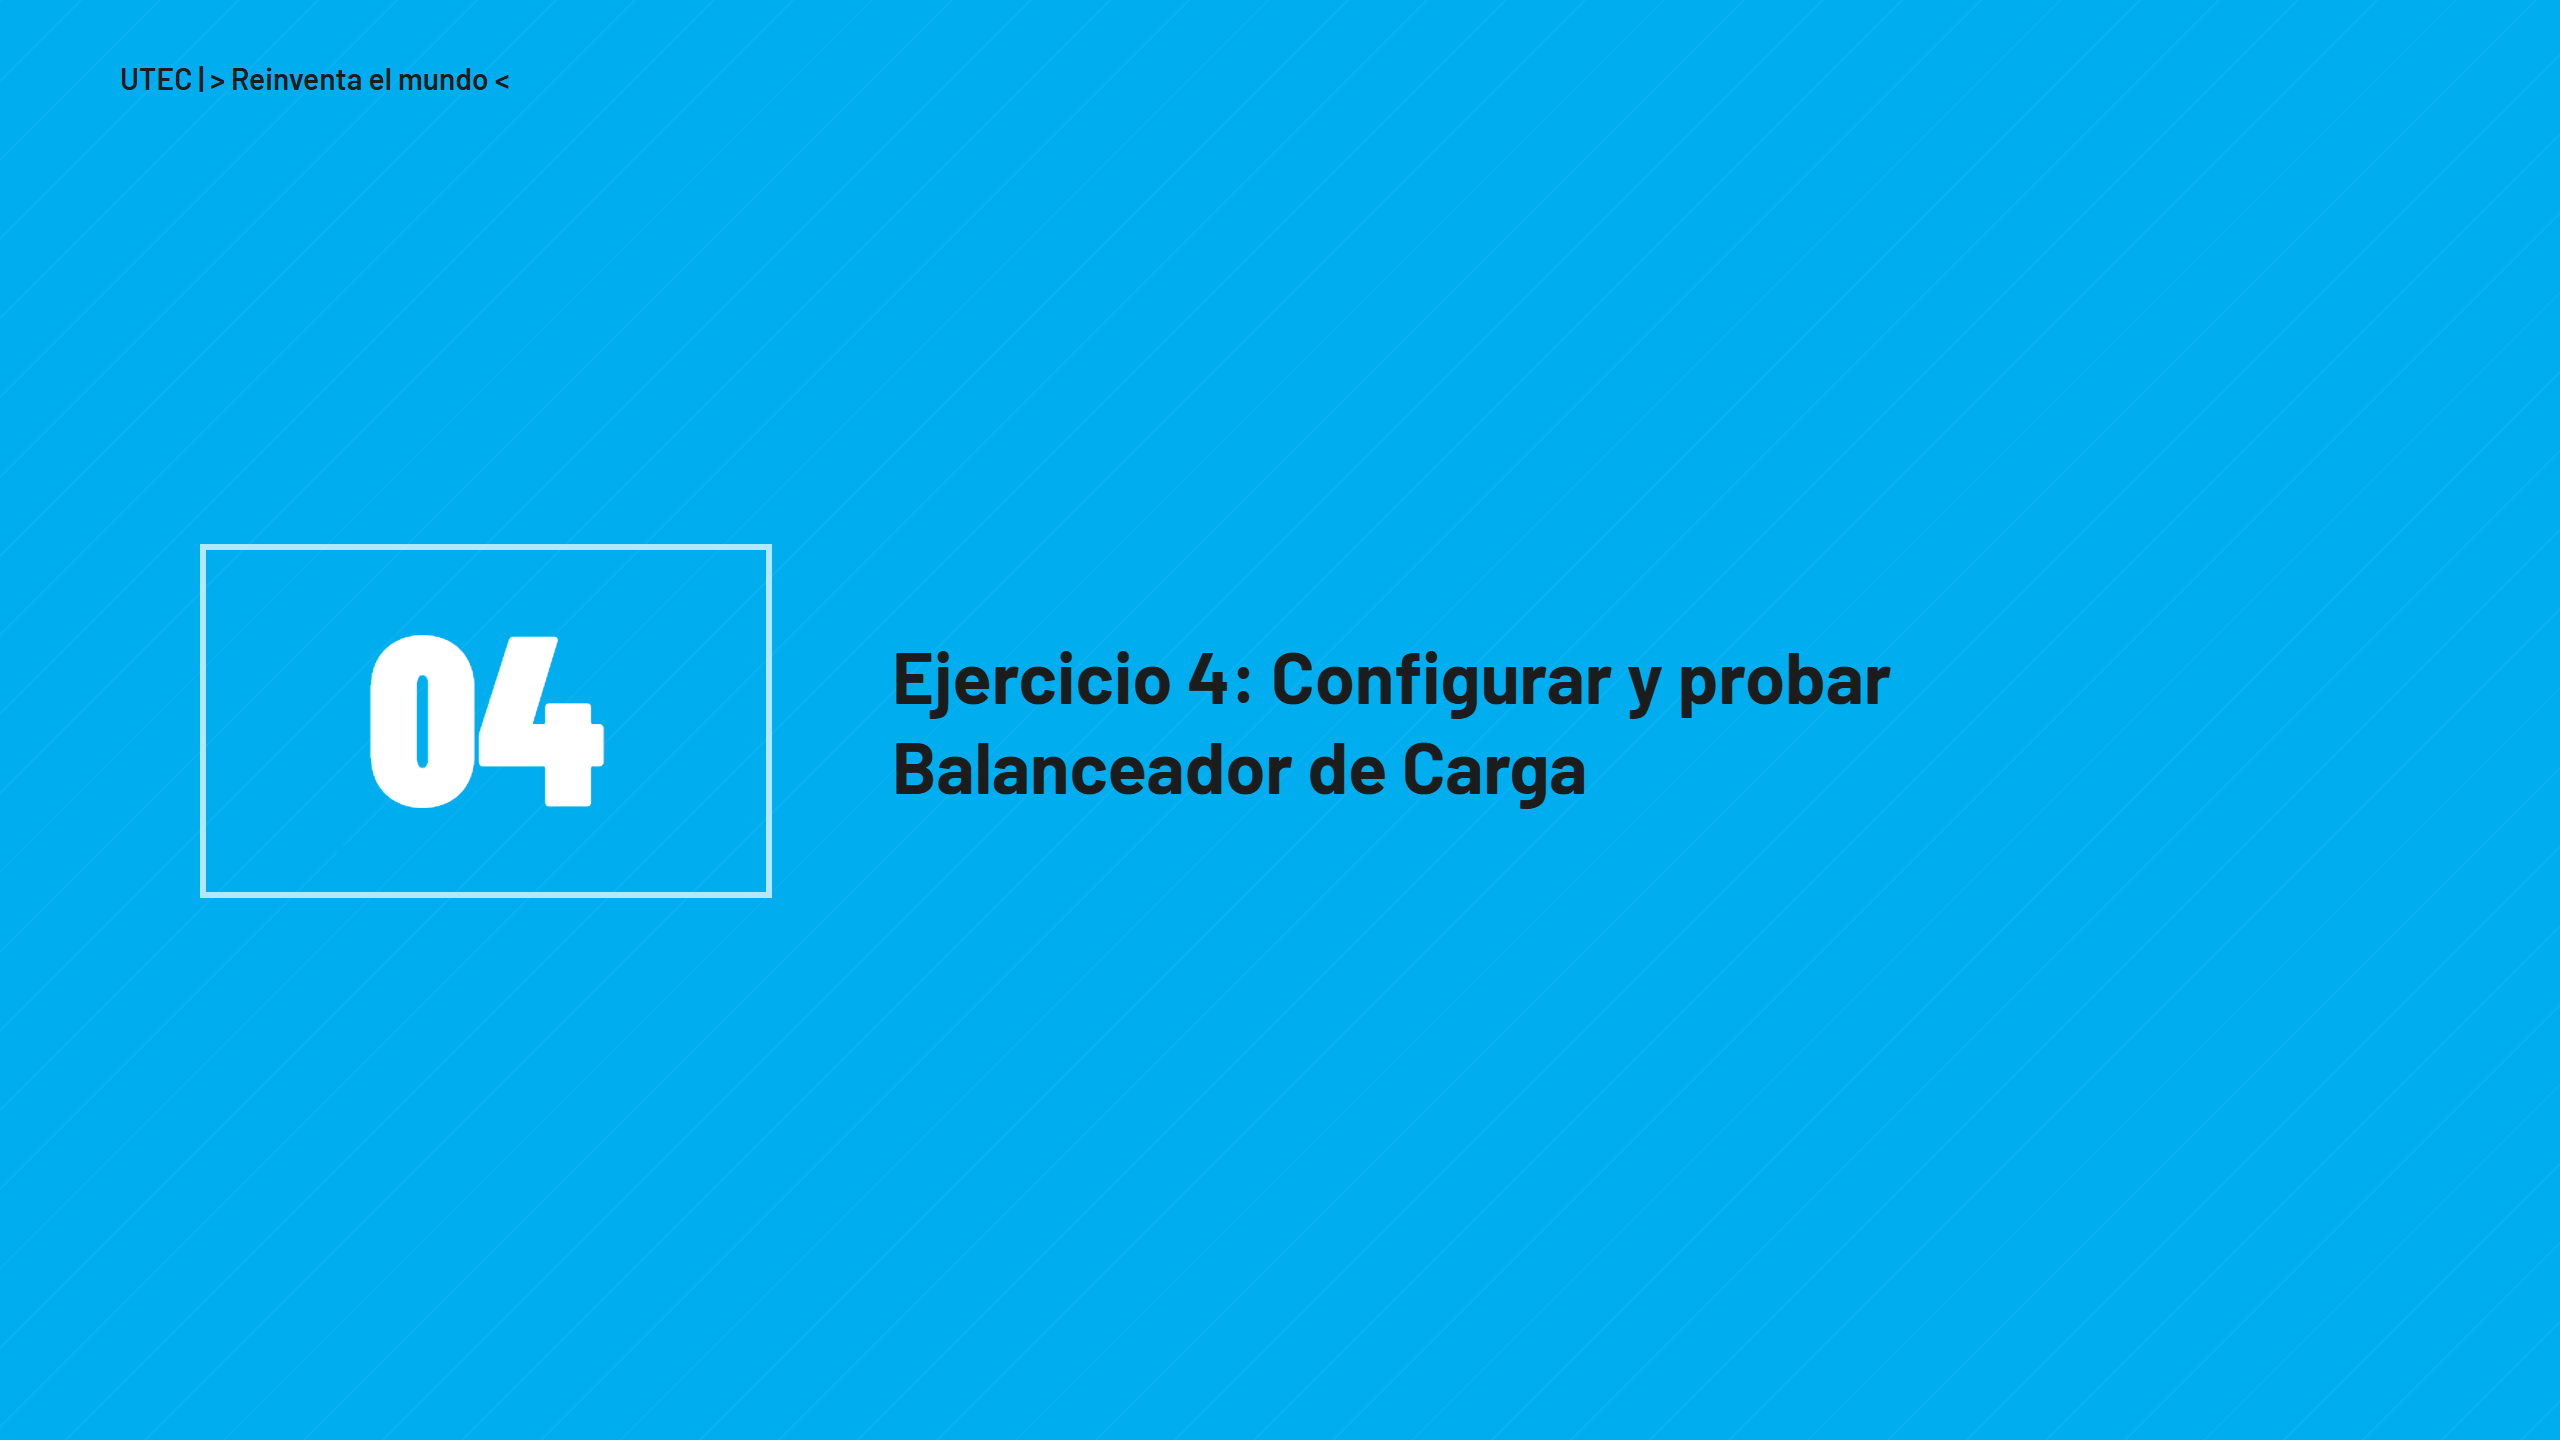 UTEC | > Reinventa el mundo <
04
Ejercicio 4: Configurar y probar
Balanceador de Carga